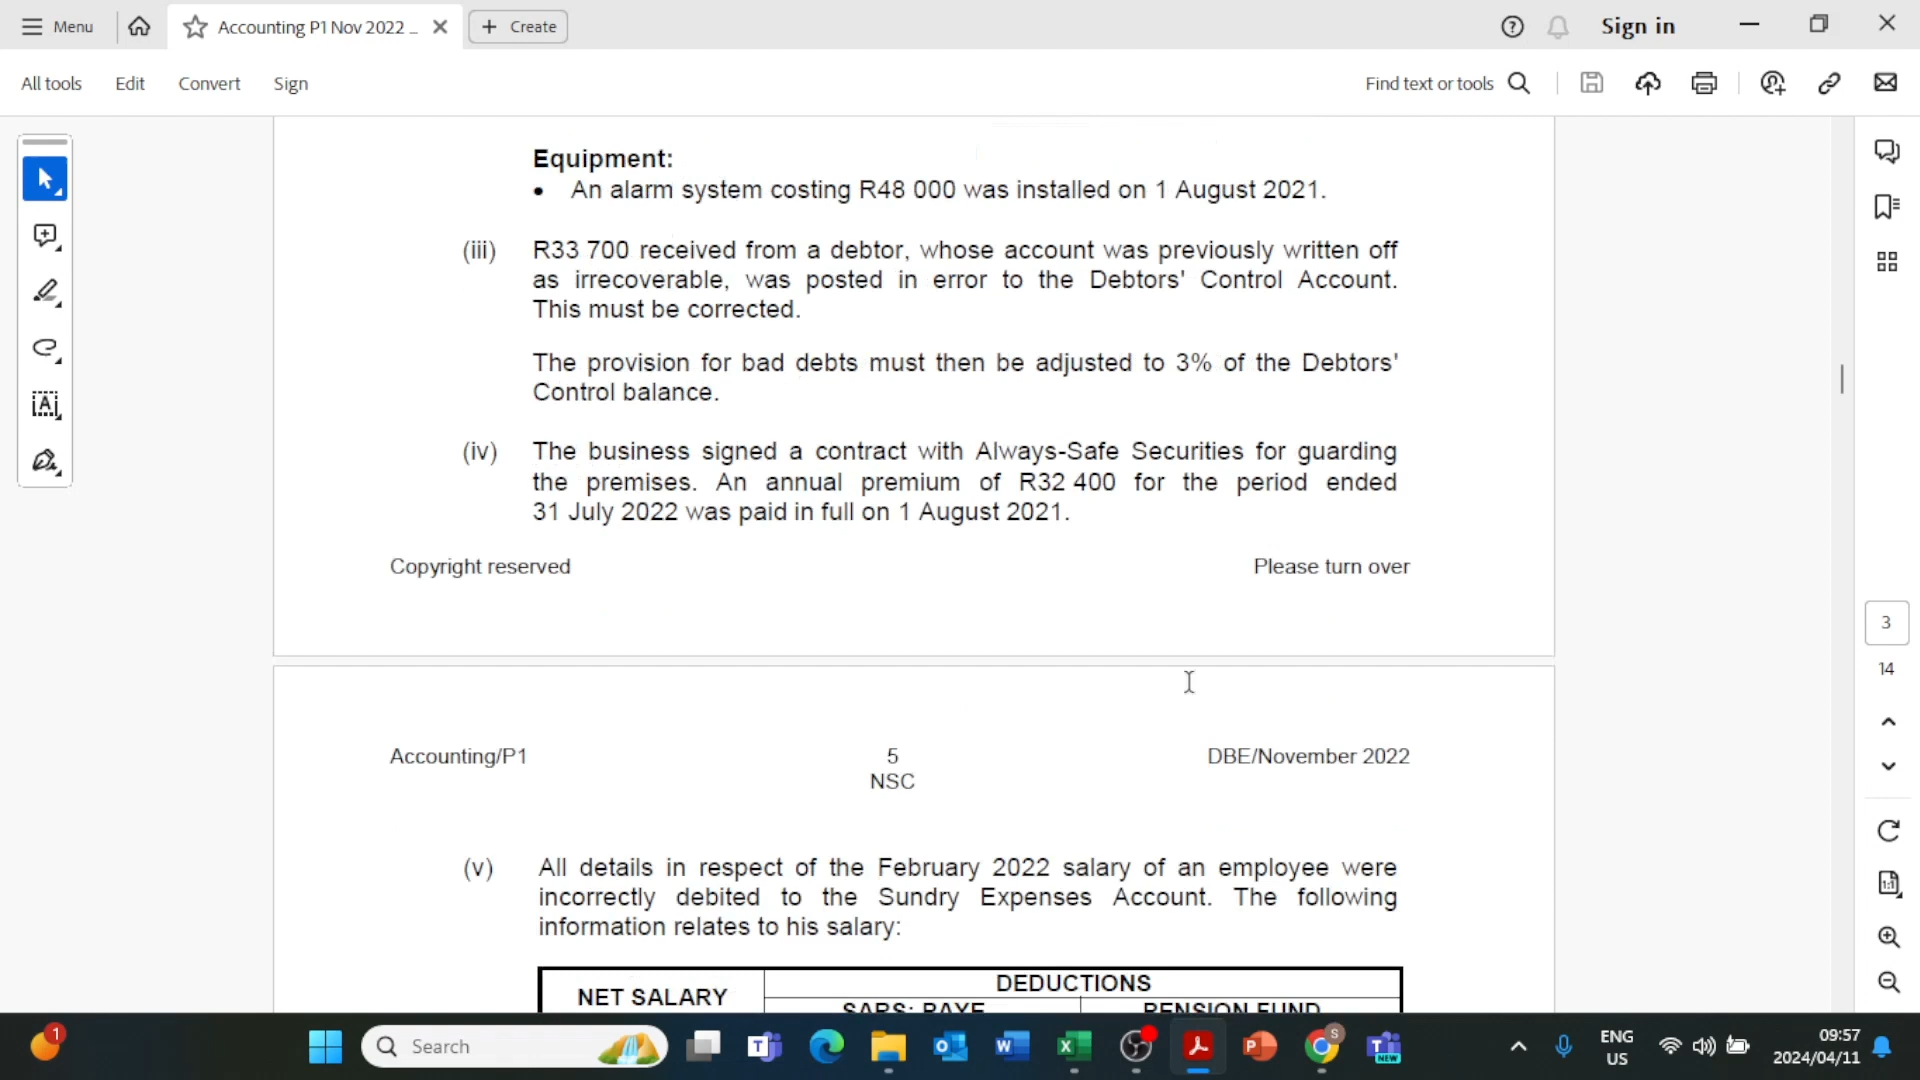 Menu
Accounting P1 Nov 2022 _
Create
Sign in
All tools
Edit
Convert
Sign
Find text or tools
Equipment:
• An alarm system costing R48 000 was installed on 1 August 2021.
(iii) R33 700 received from a debtor, whose account was previously written off
as irrecoverable, was posted in error to the Debtors' Control Account.
This must be corrected.
The provision for bad debts must then be adjusted to 3% of the Debtors'
Control balance.
(iv) The business signed a contract with Always-Safe Securities for guarding
the premises. An annual premium of R32 400 for the period ended
31 July 2022 was paid in full on 1 August 2021.
Copyright reserved
Please turn over
3
14
Accounting/P1
5
DBE/November 2022
NSC
(v) All details in respect of the February 2022 salary of an employee were
incorrectly debited to the Sundry Expenses Account. The following
information relates to his salary:
DEDUCTIONS
NET SALARY
SARS: PAYE
PENSION FUND
1
Search
NEW
ENG
US
09:57
2024/04/11